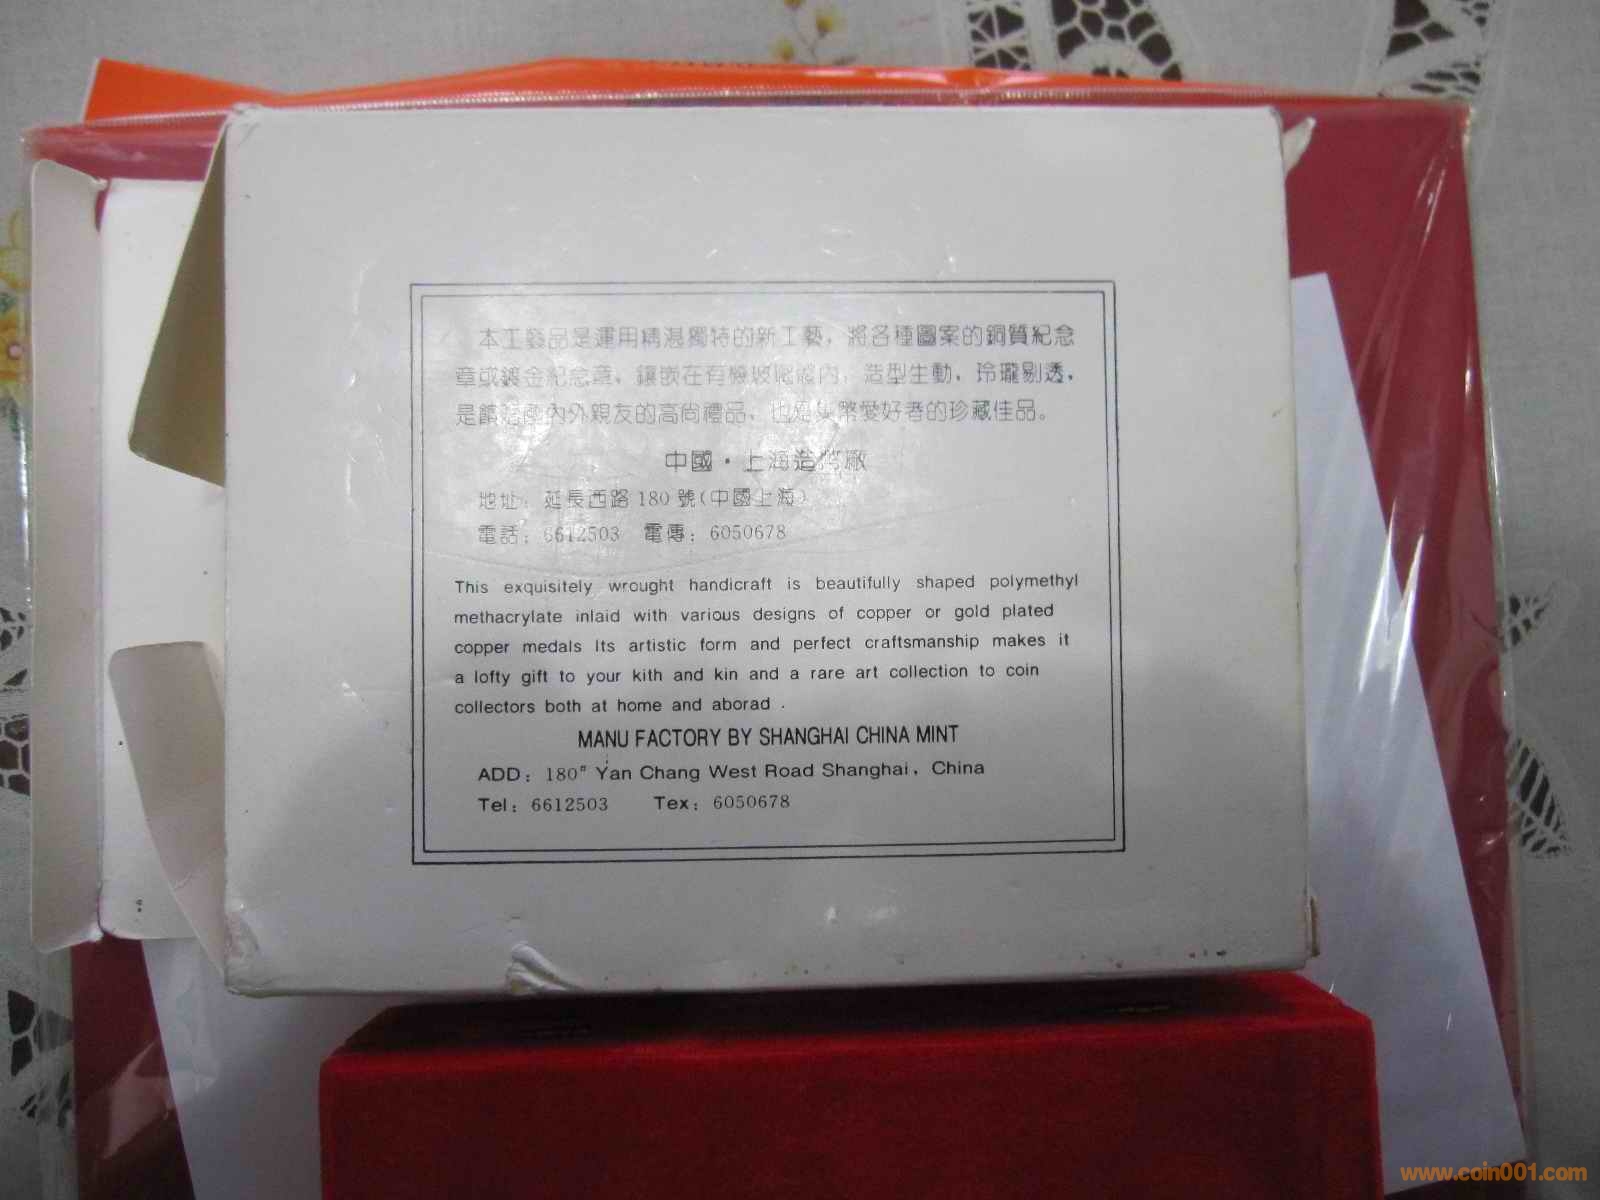 本工藝品是運用精湛獨特的新工藝，將各種圖案的銅質紀念
章或鍍金紀念章，鑲嵌在有機玻璃體內，造型生動，玲瓏剔透，
是饋贈國內外親友的高尚禮品，也是集幣愛好者的珍藏佳品。
中國·上海造幣廠
地址：延長西路180號（中國上海）
電話：6612503 電傳：6050678
This exquisitely wrought handicraft is beautifully shaped polymethyl
methacrylate inlaid with various designs of copper or gold plated
copper medals Its artistic form and perfect craftsmanship makes it
a lofty gift to your kith and kin and a rare art collection to coin
collectors both at home and aborad .
MANU FACTORY BY SHANGHAI CHINA MINT
ADD: 180# Yan Chang West Road Shanghai, China
Tel: 6612503 Tex: 6050678
www.coin001.com